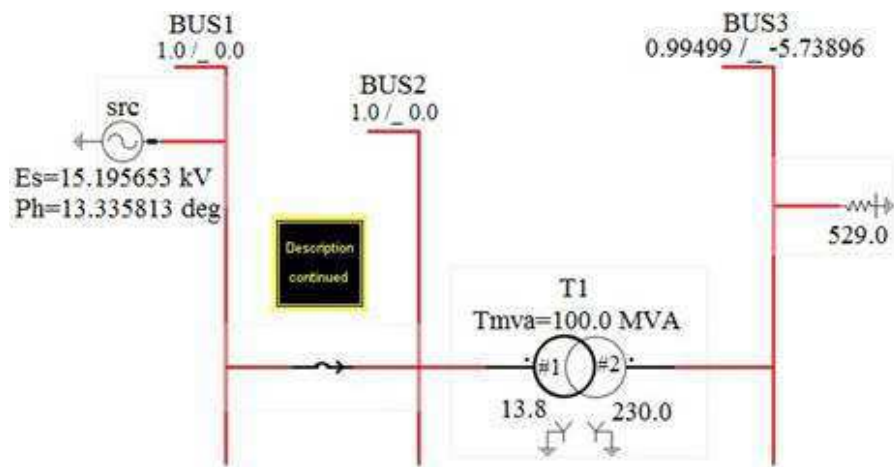 BUS1
1.0 /_ 0.0
BUS2
1.0 /_ 0.0
BUS3
0.99499 /_ -5.73896
src
Es=15.195653 kV
Ph=13.335813 deg
Description
continued
529.0
T1
Tmva=100.0 MVA
#1
#2
13.8
230.0